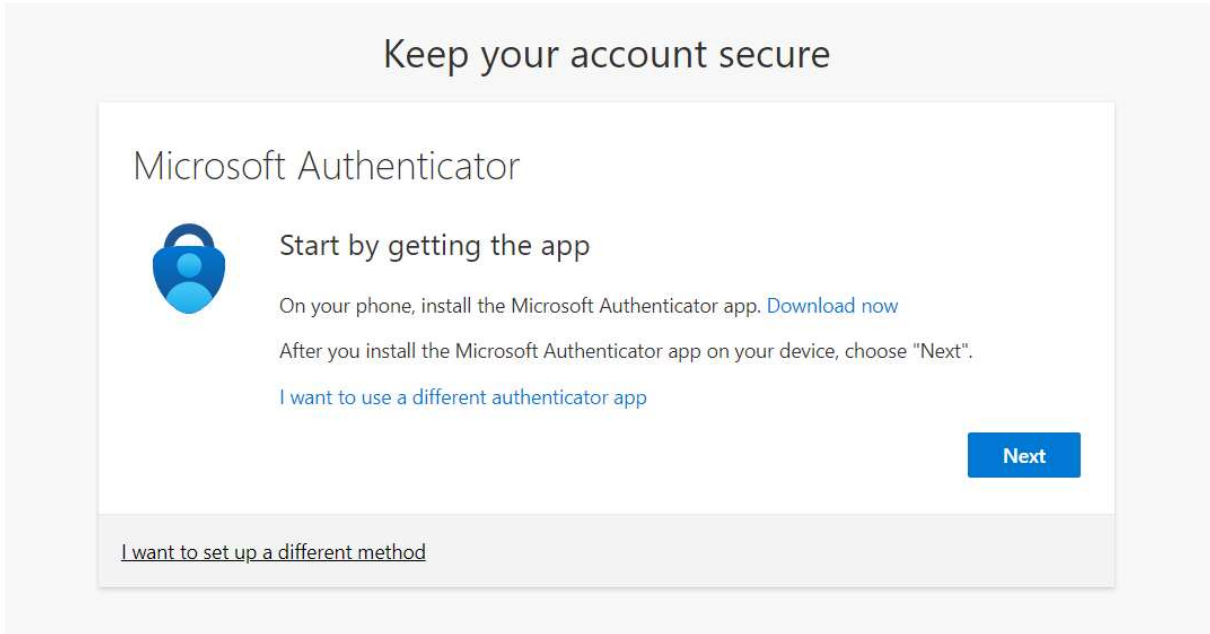 Keep your account secure
Microsoft Authenticator
Start by getting the app
On your phone, install the Microsoft Authenticator app. Download now
After you install the Microsoft Authenticator app on your device, choose "Next".
I want to use a different authenticator app
Next
I want to set up a different method